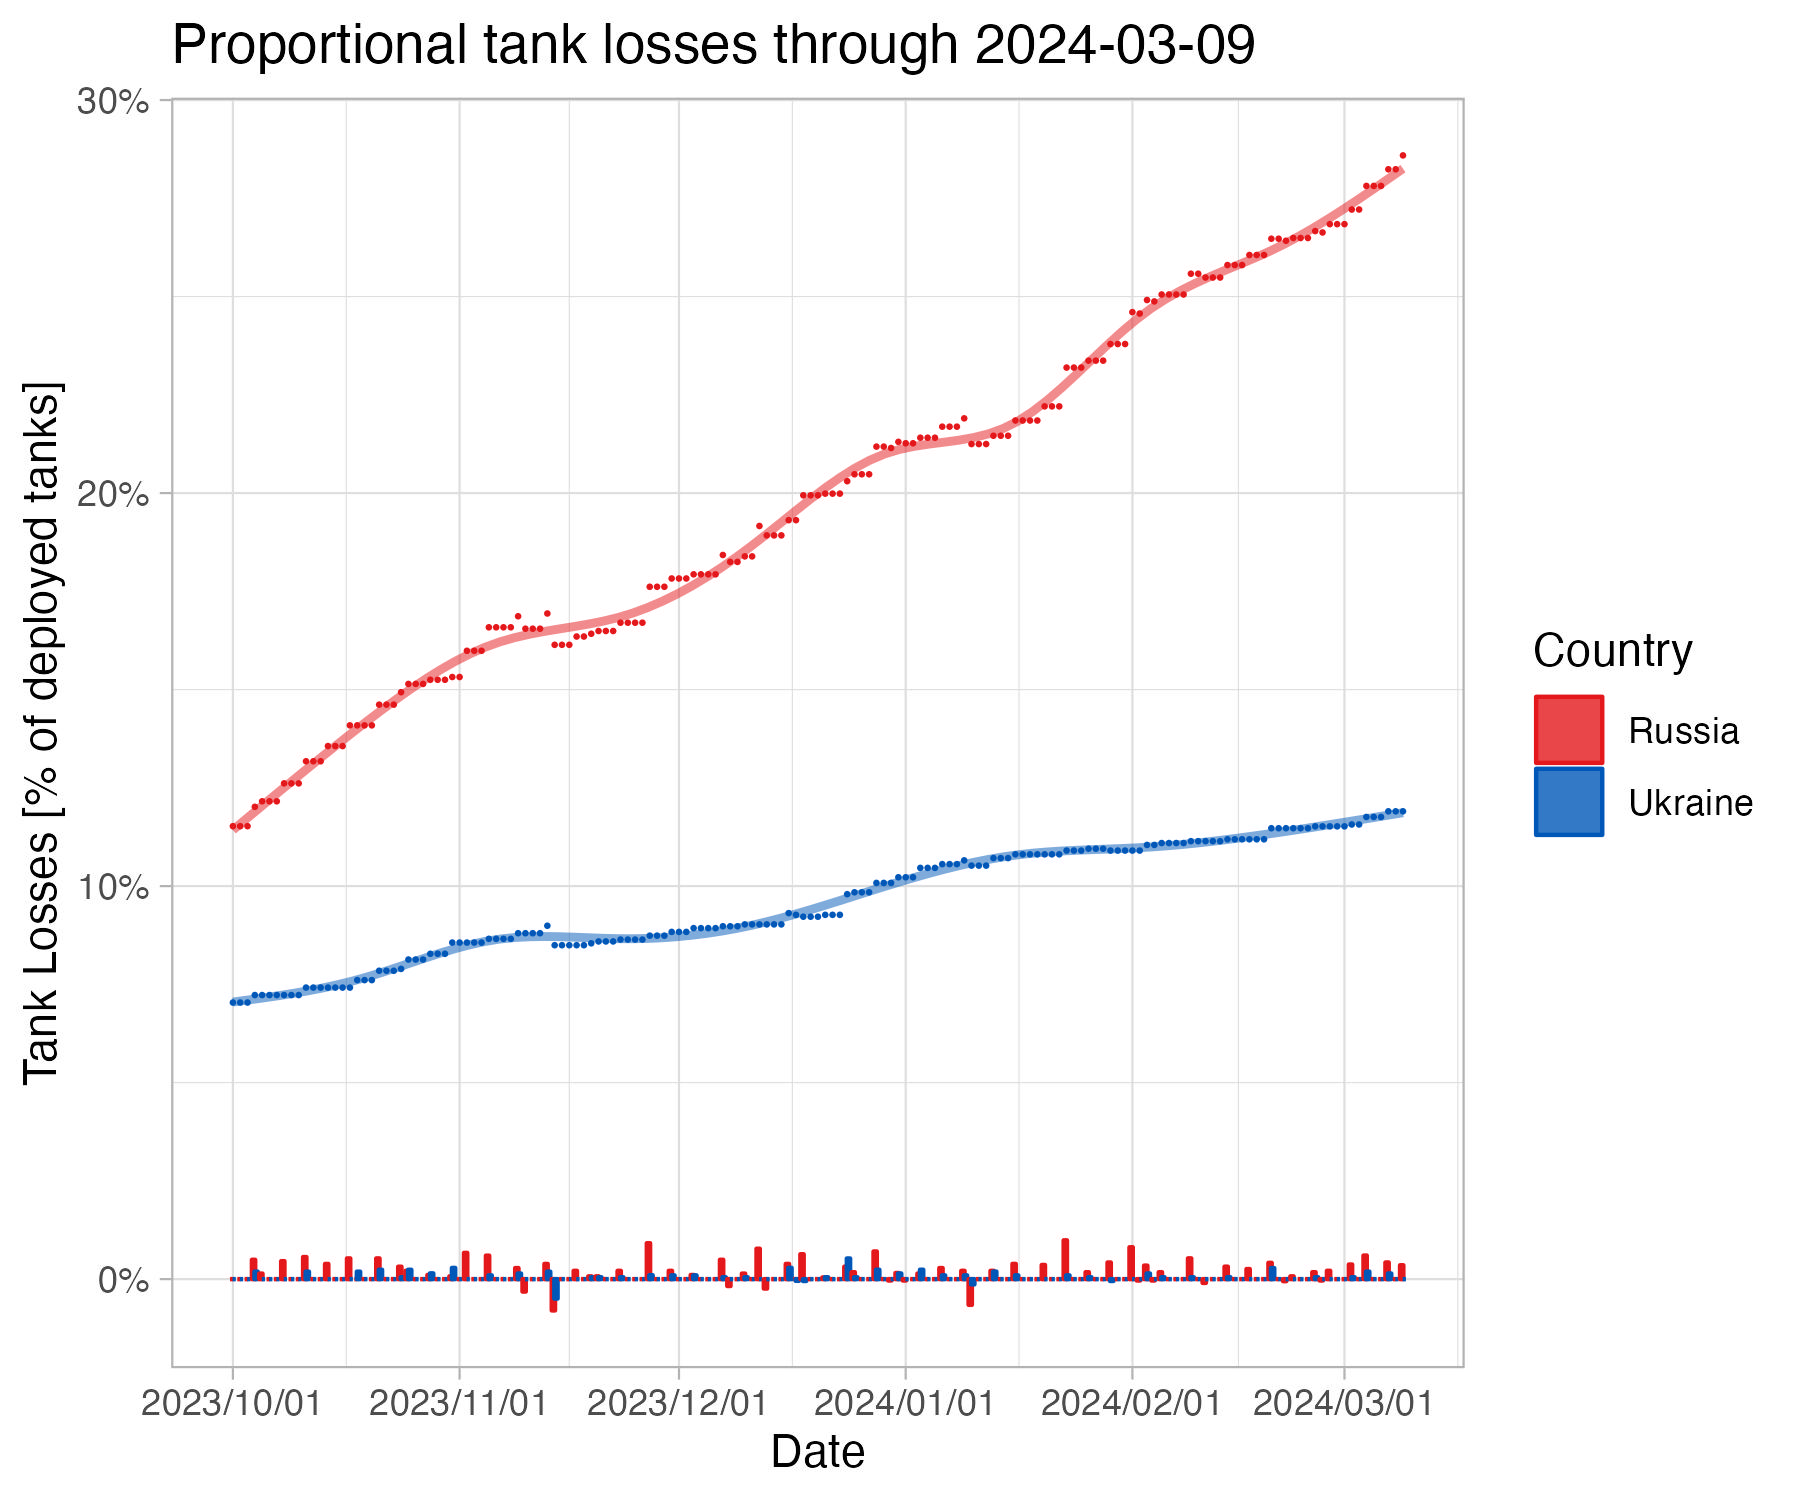 Proportional tank losses through 2024-03-09
Tank Losses [% of deployed tanks]
30%
20%
10%
0%
2023/10/01
2023/11/01
2023/12/01
2024/01/01
2024/02/01
2024/03/01
Date
Country
Russia
Ukraine